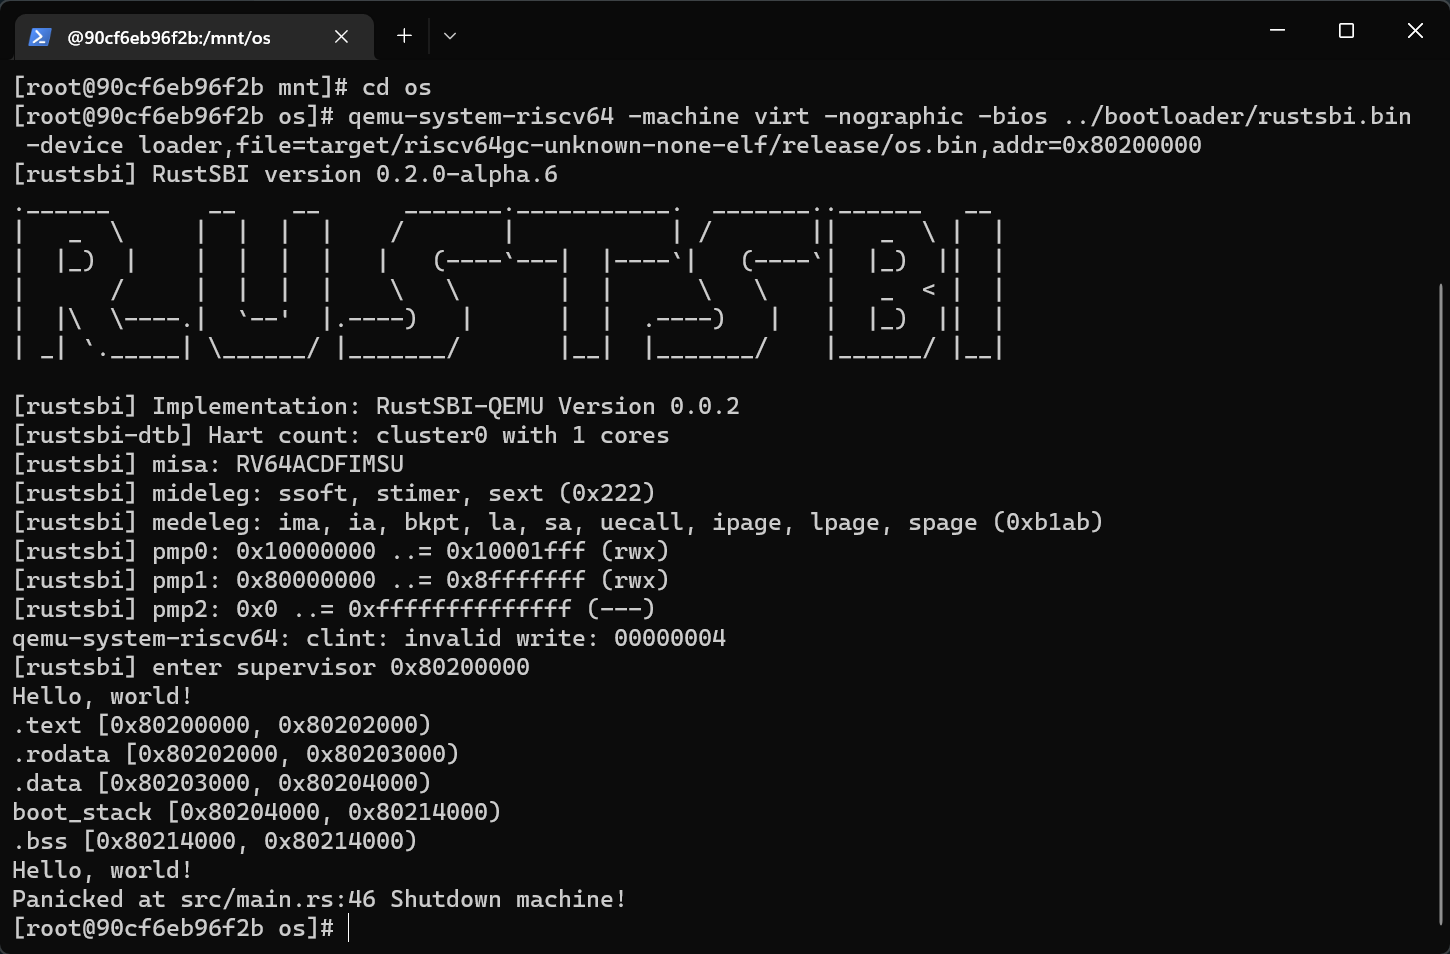 @90cf6eb96f2b:/mnt/os
[root@90cf6eb96f2b mnt]# cd os
[root@90cf6eb96f2b os]# qemu-system-riscv64 -machine virt -nographic -bios ../bootloader/rustsbi.bin
 -device loader,file=target/riscv64gc-unknown-none-elf/release/os.bin,addr=0x80200000
[rustsbi] RustSBI version 0.2.0-alpha.6
.______       __    __      _______.___________.  _______..______   __
|   _  \     |  |  |  |    /       |           | /       ||   _  \ |  |
|  |_)  |    |  |  |  |   |   (----`---|  |----`|   (----`|  |_)  ||  |
|      /     |  |  |  |    \   \       |  |      \   \    |   _  < |  |
|  |\  \----.|  `--'  |.----)   |      |  |  .----)   |   |  |_)  ||  |
| _| `._____| \______/ |_______/       |__|  |_______/    |______/ |__|
[rustsbi] Implementation: RustSBI-QEMU Version 0.0.2
[rustsbi-dtb] Hart count: cluster0 with 1 cores
[rustsbi] misa: RV64ACDFIMSU
[rustsbi] mideleg: ssoft, stimer, sext (0x222)
[rustsbi] medeleg: ima, ia, bkpt, la, sa, uecall, ipage, lpage, spage (0xb1ab)
[rustsbi] pmp0: 0x10000000 ..= 0x10001fff (rwx)
[rustsbi] pmp1: 0x80000000 ..= 0x8fffffff (rwx)
[rustsbi] pmp2: 0x0 ..= 0xffffffffffffff (---)
qemu-system-riscv64: clint: invalid write: 00000004
[rustsbi] enter supervisor 0x80200000
Hello, world!
.text [0x80200000, 0x80202000)
.rodata [0x80202000, 0x80203000)
.data [0x80203000, 0x80204000)
boot_stack [0x80204000, 0x80214000)
.bss [0x80214000, 0x80214000)
Hello, world!
Panicked at src/main.rs:46 Shutdown machine!
[root@90cf6eb96f2b os]#